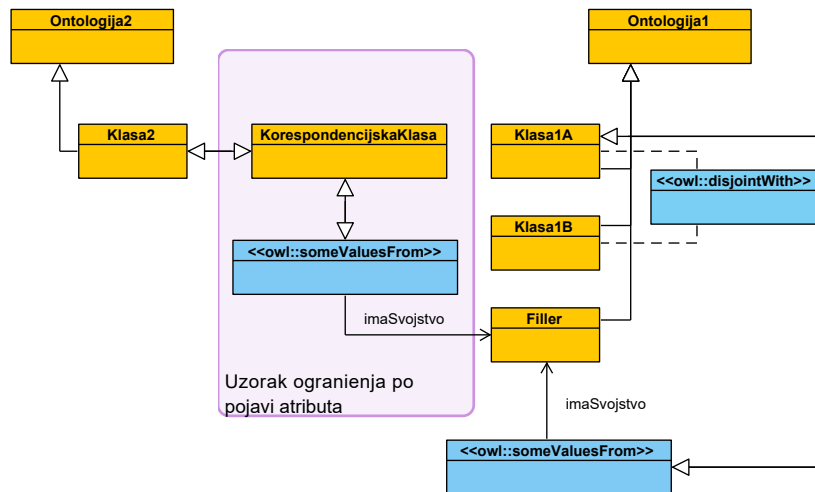 Ontologija2
Ontologija1
Klasa2
KorespondencijskaKlasa
Klasa1A
<<owl::disjointWith>>
Klasa1B
<<owl::someValuesFrom>>
imaSvojstvo
Filler
Uzorak ogranienja po
pojavi atributa
imaSvojstvo
<<owl::someValuesFrom>>